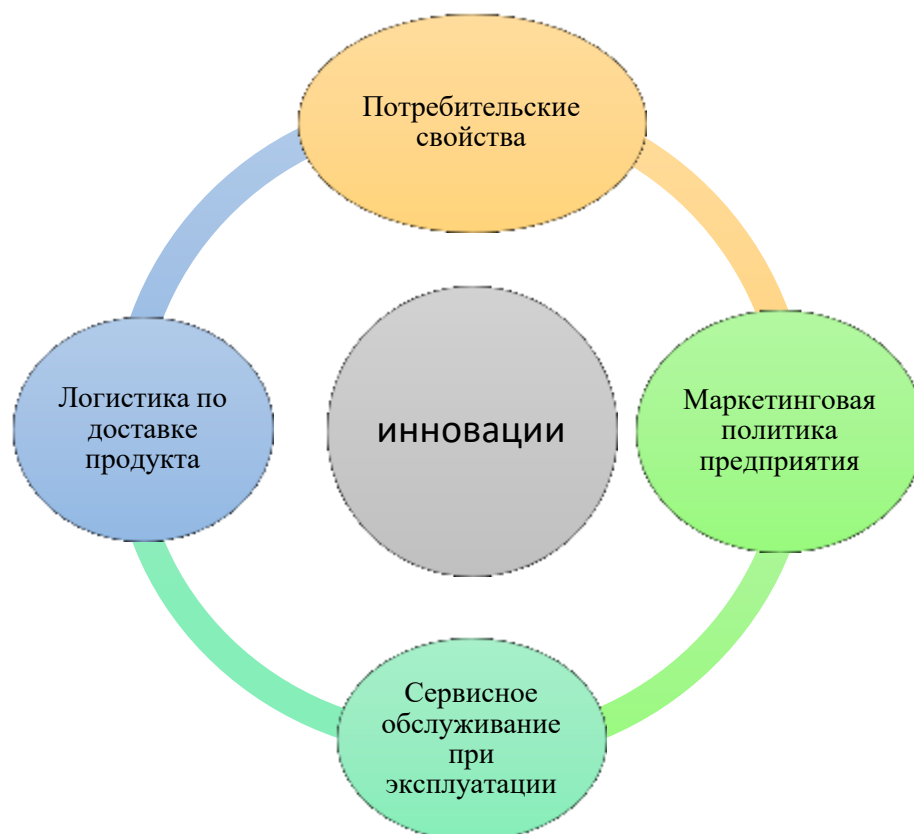 Потребительские
свойства
Логистика по
доставке
продукта
инновации
Маркетинговая
политика
предприятия
Сервисное
обслуживание
при
эксплуатации